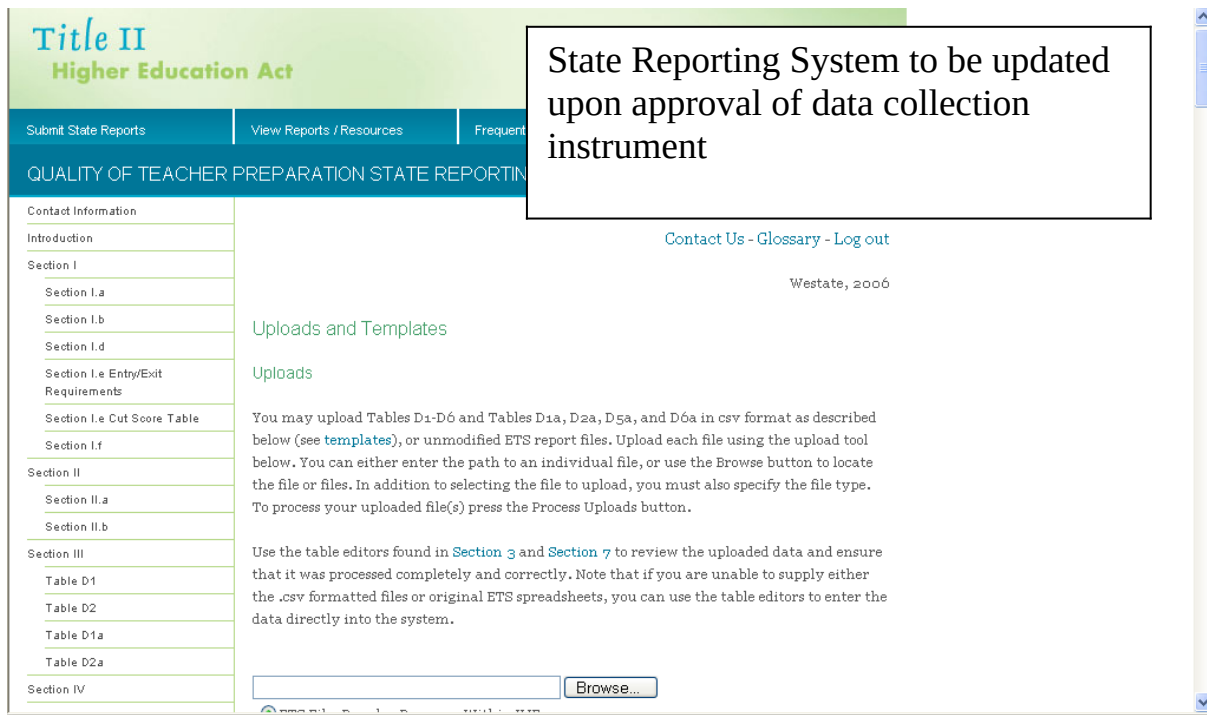 Title II
Higher Education Act
State Reporting System to be updated
upon approval of data collection
instrument
Submit State Reports
View Reports / Resources
Frequent
QUALITY OF TEACHER PREPARATION STATE REPORTIN
Contact Information
Introduction
Section I
Section I.a
Section I.b
Section I.d
Section I.e Entry/Exit
Requirements
Section I.e Cut Score Table
Section I.f
Section II
Section II.a
Section II.b
Section III
Table D1
Table D2
Table D1a
Table D2a
Section IV
Contact Us - Glossary - Log out
Westate, 2006
Uploads and Templates
Uploads
You may upload Tables D1-D6 and Tables D1a, D2a, D5a, and D6a in csv format as described
below (see templates), or unmodified ETS report files. Upload each file using the upload tool
below. You can either enter the path to an individual file, or use the Browse button to locate
the file or files. In addition to selecting the file to upload, you must also specify the file type.
To process your uploaded file(s) press the Process Uploads button.
Use the table editors found in Section 3 and Section 7 to review the uploaded data and ensure
that it was processed completely and correctly. Note that if you are unable to supply either
the .csv formatted files or original ETS spreadsheets, you can use the table editors to enter the
data directly into the system.
Browse...